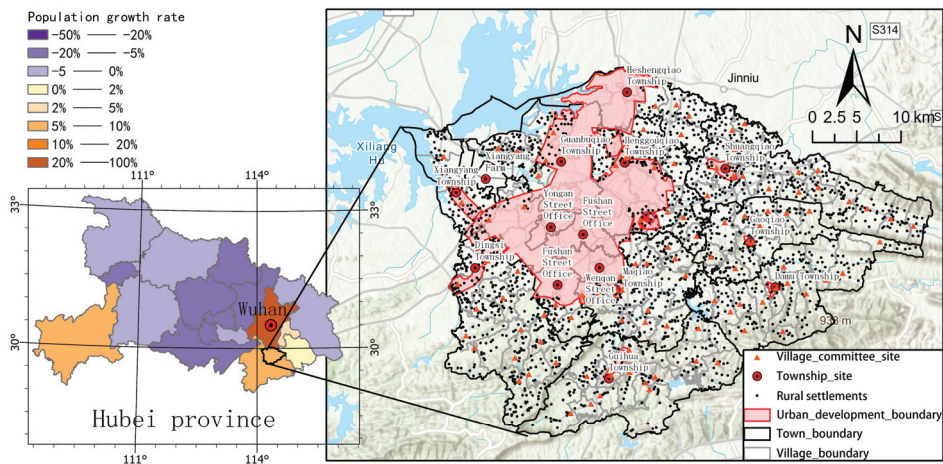 Population growth rate
-50% —— -20%
-20% —— -5%
-5 —— 0%
0% —— 2%
2% —— 5%
5% —— 10%
10% —— 20%
20% —— 100%
111°
114°
33°
33°
30°
30°
Wuhan
Hubei province
111°
114°
S314
N
Jinniu
0 2.5 5 10 km
Xiliang
Hu
Heshengqiao
Township
Guanbuqiao
Township
Henggouqiao
Township
Shuangqiao
Township
Xiangyang
Farm
Xiangyang
Township
Yongan
Street
Office
Fushan
Street
Office
Gaoqiao
Township
Dingsi
Township
Fushan
Street
Office
Wenqan
Street
Office
Maqiao
Township
Damu Township
933 m
Guihua
Township
Village_committee_site
Township_site
Rural settlements
Urban_development_boundary
Town_boundary
Village_boundary